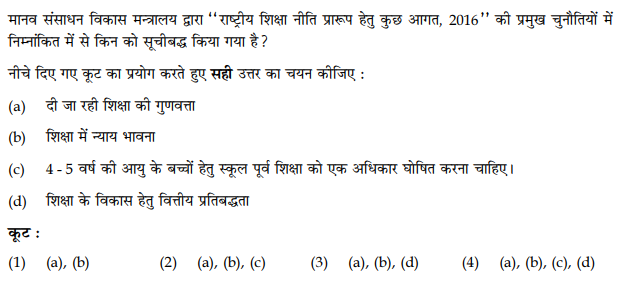 मानव संसाधन विकास मन्त्रालय द्वारा ‘‘राष्ट्रीय शिक्षा नीति प्रारूप हेतु कुछ आगत, 2016’’ की प्रमुख चुनौतियों में
निम्नांकित में से किन को सूचीबद्ध किया गया है ?
नीचे दिए गए कूट का प्रयोग करते हुए सही उत्तर का चयन कीजिए :
(a) दी जा रही शिक्षा की गुणवत्ता
(b) शिक्षा में न्याय भावना
(c) 4 - 5 वर्ष की आयु के बच्चों हेतु स्कूल पूर्व शिक्षा को एक अधिकार घोषित करना चाहिए।
(d) शिक्षा के विकास हेतु वित्तीय प्रतिबद्धता
कूट :
(1) (a), (b) (2) (a), (b), (c) (3) (a), (b), (d) (4) (a), (b), (c), (d)